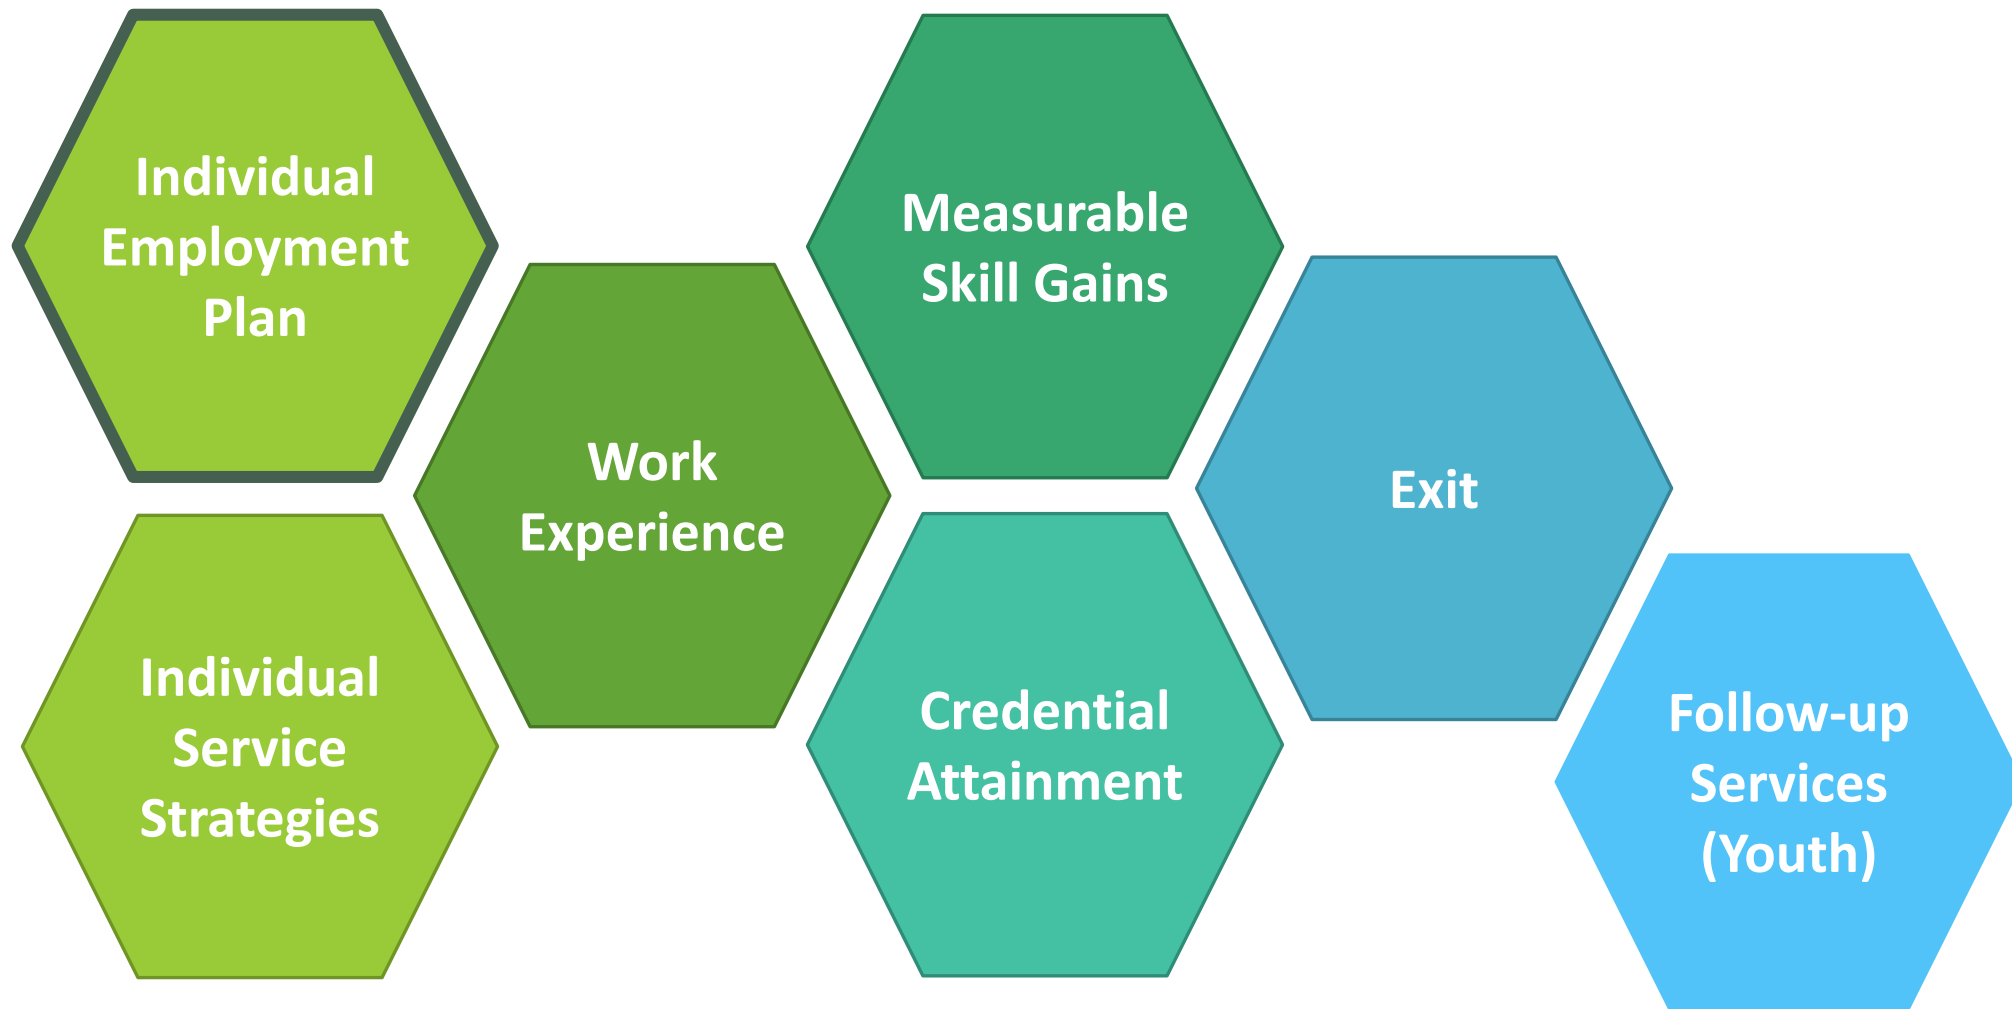 Individual
Employment
Plan
Individual
Service
Strategies
Work
Experience
Measurable
Skill Gains
Credential
Attainment
Exit
Follow-up
Services
(Youth)